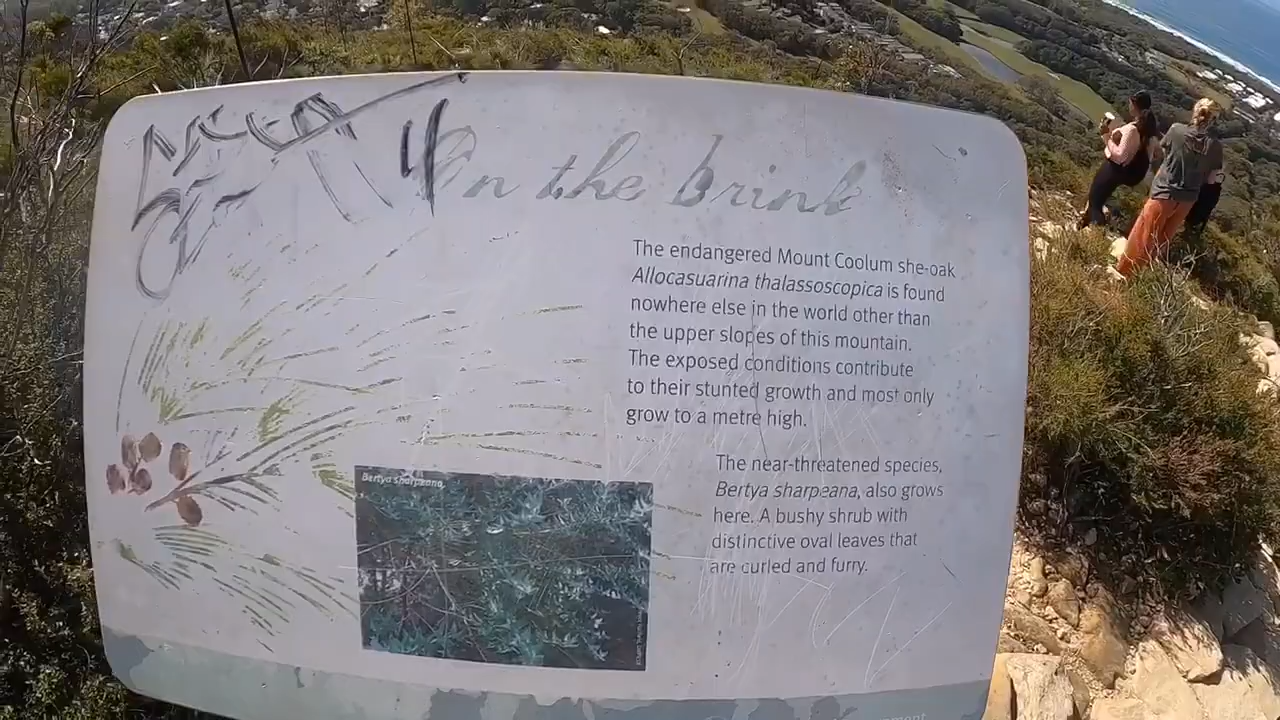 On the brink
The endangered Mount Coolum she-oak
Allocasuarina thalassoscopica is found
nowhere else in the world other than
the upper slopes of this mountain.
The exposed conditions contribute
to their stunted growth and most only
grow to a metre high.
The near-threatened species,
Bertya sharpeana, also grows
here. A bushy shrub with
distinctive oval leaves that
are curled and furry.
Bertya sharpeana